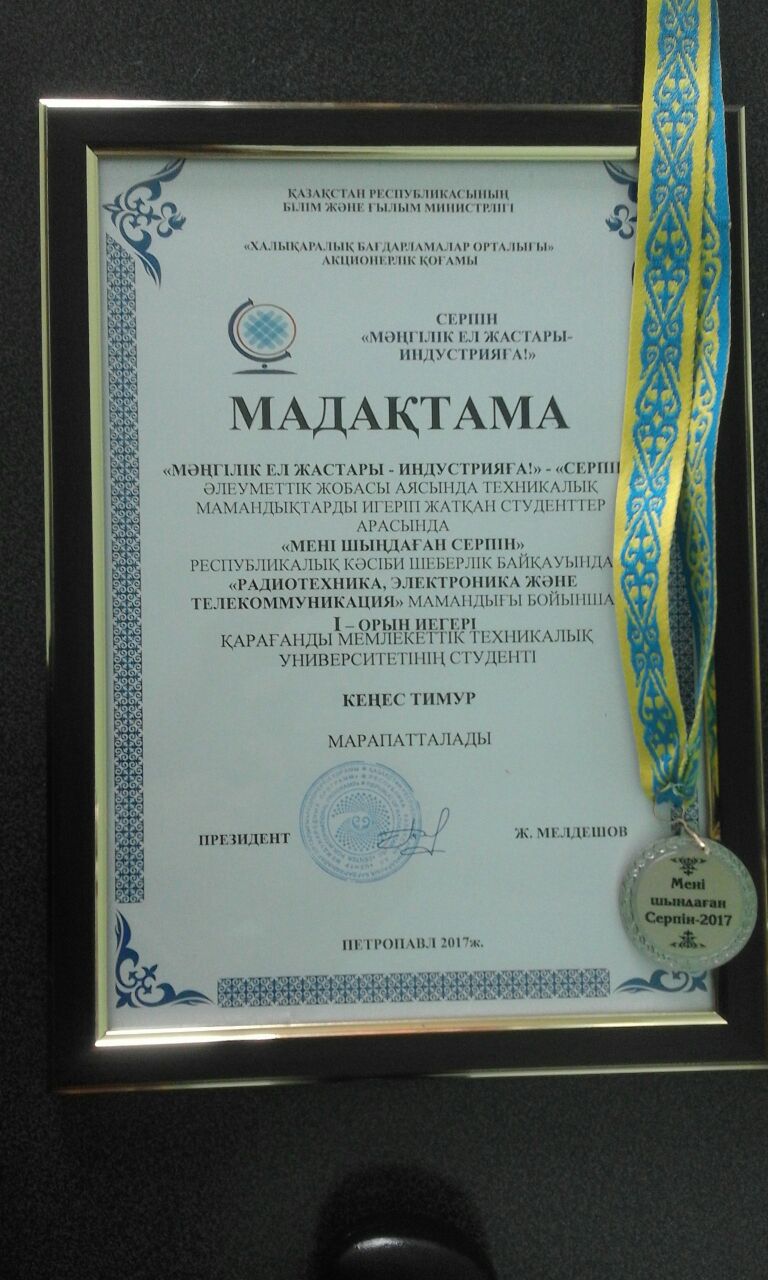 ҚАЗАҚСТАН РЕСПУБЛИКАСЫНЫҢ
БІЛІМ ЖӘНЕ ҒЫЛЫМ МИНИСТРЛІГІ
«ХАЛЫҚАРАЛЫҚ БАҒДАРЛАМАЛАР ОРТАЛЫҒЫ»
АКЦИОНЕРЛІК ҚОҒАМЫ
СЕРПІН
«МӘҢГІЛІК ЕЛ ЖАСТАРЫ-
ИНДУСТРИЯҒА!»
МАДАҚТАМА
«МӘҢГІЛІК ЕЛ ЖАСТАРЫ - ИНДУСТРИЯҒА!» - «СЕРПІ
ӘЛЕУМЕТТІК ЖОБАСЫ АЯСЫНДА ТЕХНИКАЛЫҚ
МАМАНДЫҚТАРДЫ ИГЕРІП ЖАТҚАН СТУДЕНТТЕР
АРАСЫНДА
«МЕНІ ШЫҢДАҒАН СЕРПІН»
РЕСПУБЛИКАЛЫҚ КӘСІБИ ШЕБЕРЛІК БАЙҚАУЫНДА
«РАДИОТЕХНИКА, ЭЛЕКТРОНИКА ЖӘНЕ
ТЕЛЕКОММУНИКАЦИЯ» МАМАНДЫҒЫ БОЙЫНША
I – ОРЫН ИЕГЕРІ
ҚАРАҒАНДЫ МЕМЛЕКЕТТІК ТЕХНИКАЛЫҚ
УНИВЕРСИТЕТІНІҢ СТУДЕНТІ
КЕҢЕС ТИМУР
МАРАПАТТАЛАДЫ
ПРЕЗИДЕНТ
Ж. МЕЛДЕШОВ
ПЕТРОПАВЛ 2017ж.
Мені
шыңдаған
Серпін-2017